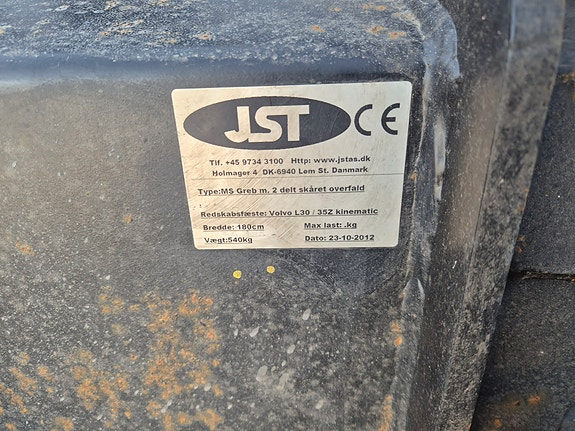 JST CE
Tlf. +45 9734 3100 Http: www.jstas.dk
Holmager 4 DK-6940 Lem St. Danmark
Type:MS Greb m. 2 delt skåret overfald
Redskabsfæste: Volvo L30 / 35Z kinematic
Bredde: 180cm Max last: .kg
Vægt:540kg Dato: 23-10-2012